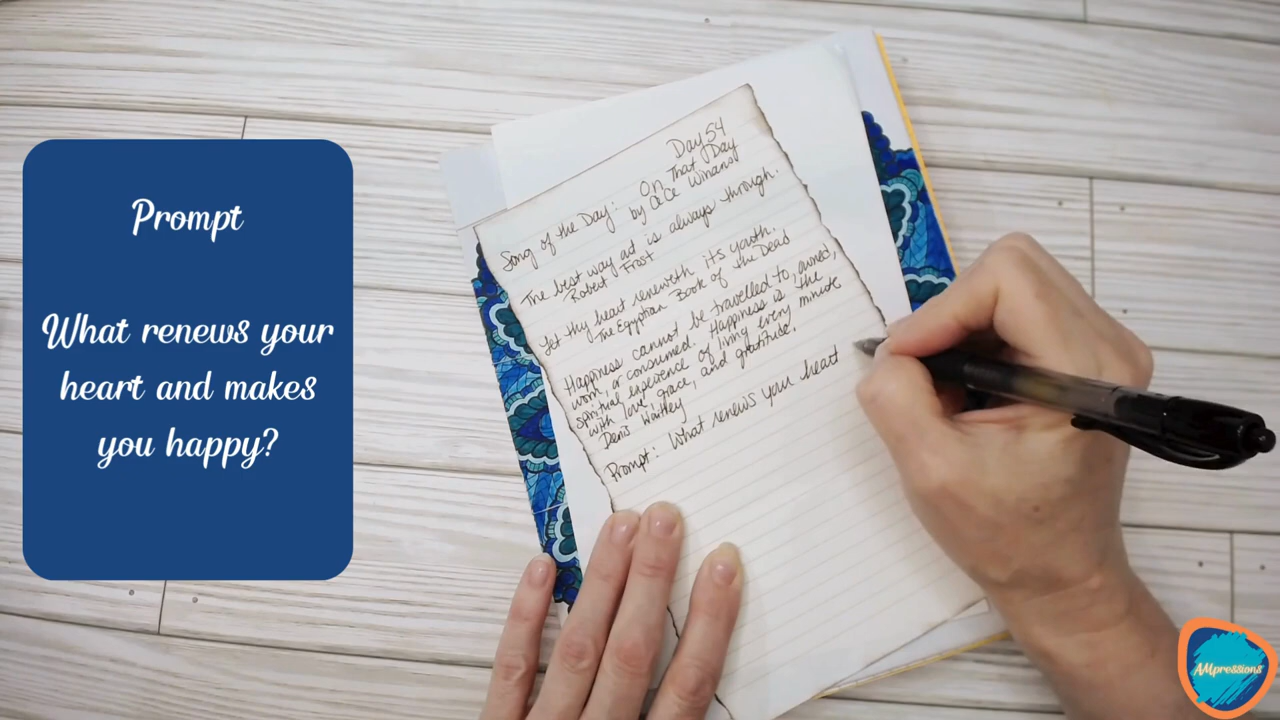 Prompt
What renews your
heart and makes
you happy?
Day 54
Song of the Day: On That Day
by CeCe Winans
The best way out is always through.
Robert Frost
Let thy heart reneweth its youth.
The Egyptian Book of the Dead
Happiness cannot be travelled to, owned,
worn, or consumed. Happiness is the
spiritual experience of living every minute
with love, grace, and gratitude.
Denis Waitley
Prompt: What renews your heart
AMpressions